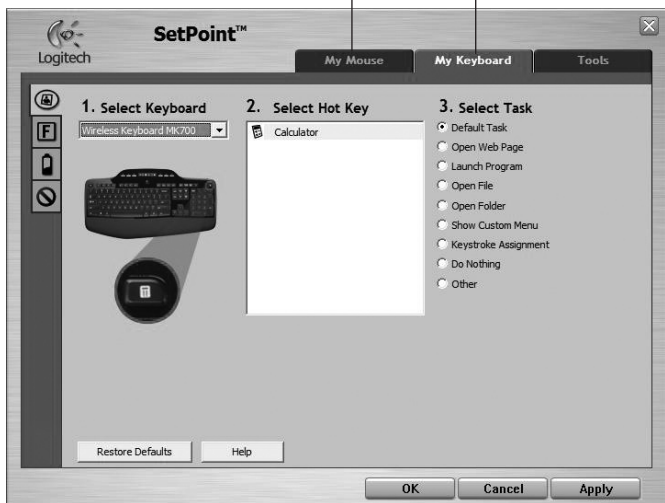 Logitech
SetPoint™
My Mouse
My Keyboard
Tools
1. Select Keyboard
Wireless Keyboard MK700
2. Select Hot Key
Calculator
3. Select Task
Default Task
Open Web Page
Launch Program
Open File
Open Folder
Show Custom Menu
Keystroke Assignment
Do Nothing
Other
F
Restore Defaults
Help
OK
Cancel
Apply